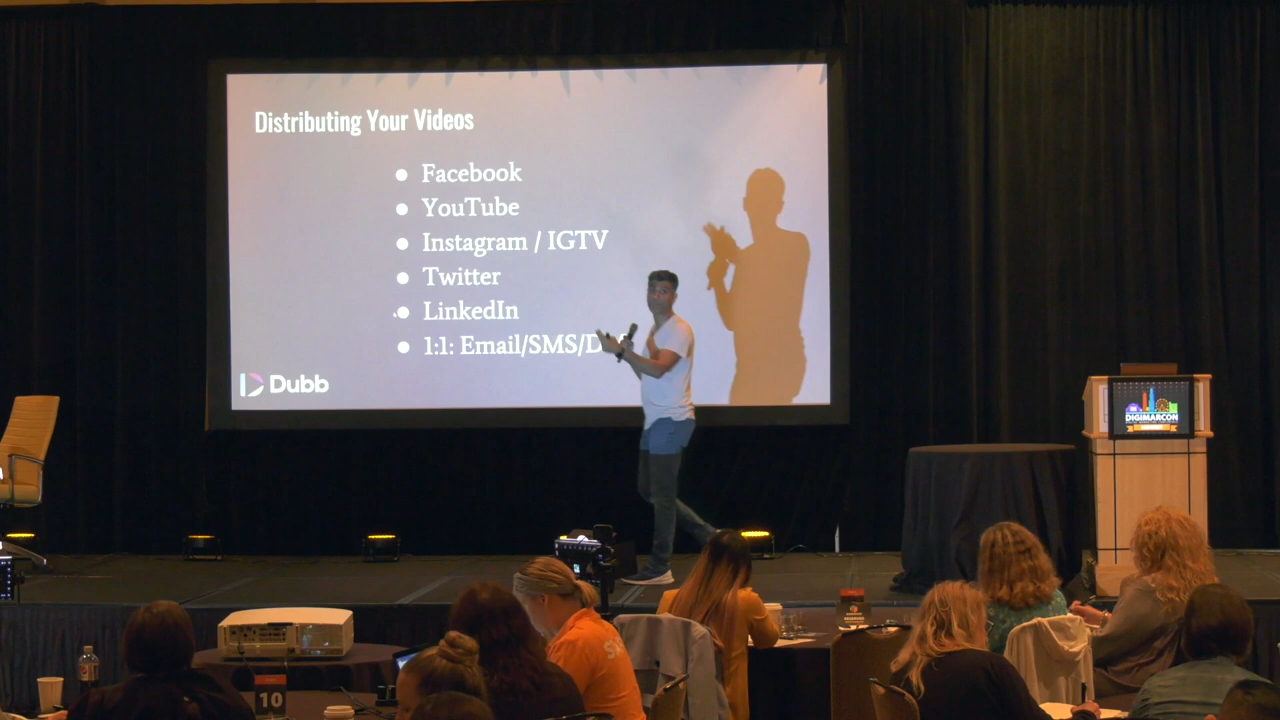 Distributing Your Videos
● Facebook
● YouTube
● Instagram / IGTV
● Twitter
● LinkedIn
● 1:1: Email/SMS/D
Dubb
DIGIMARCON
10